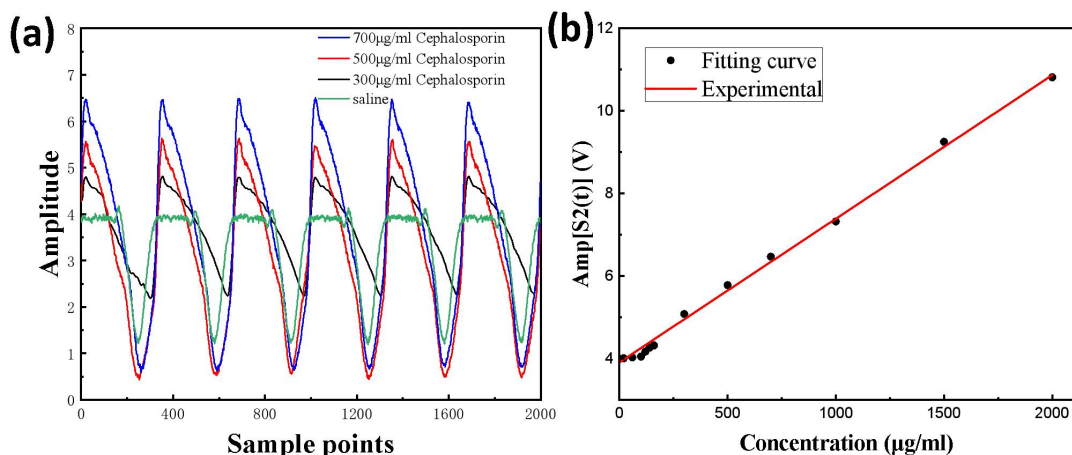 (a)
8
7
6
5
4
3
2
1
0
Amplitude
700μg/ml Cephalosporin
500μg/ml Cephalosporin
300μg/ml Cephalosporin
saline
0 400 800 1200 1600 2000
Sample points
(b)
12
10
8
6
4
Amp[S2(t)] (V)
Fitting curve
Experimental
0 500 1000 1500 2000
Concentration (μg/ml)